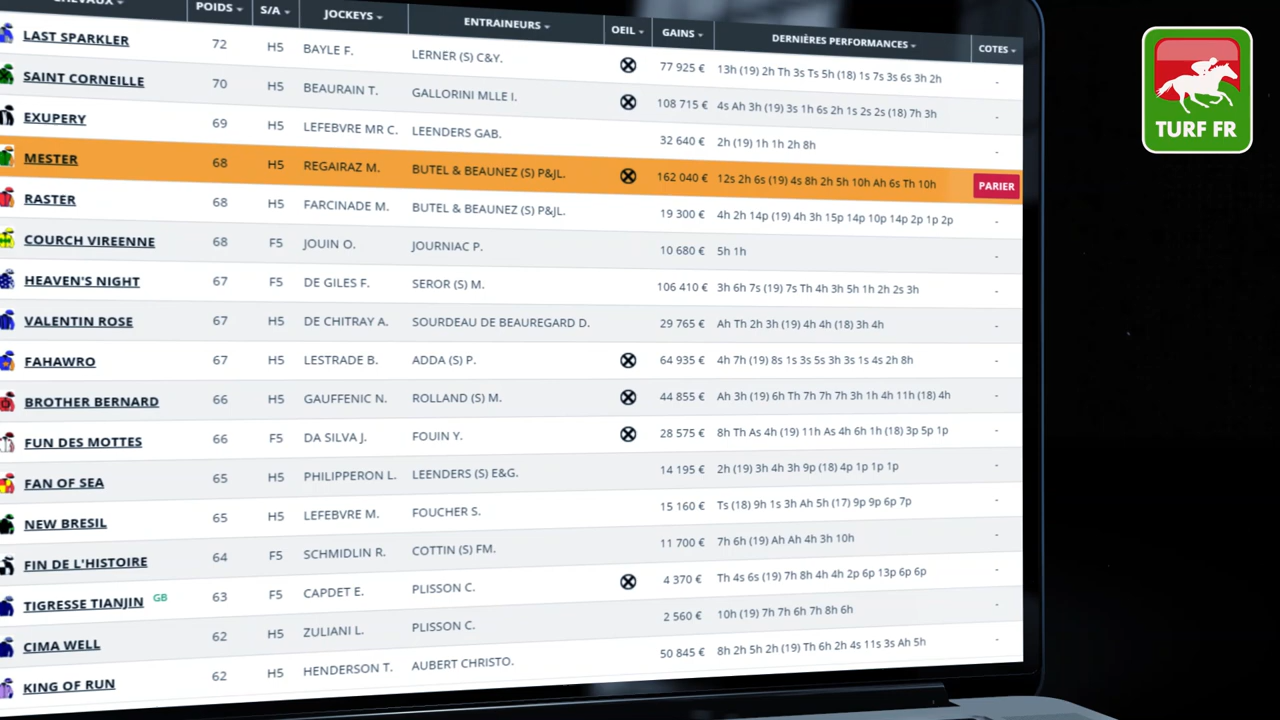 POIDS S/A JOCKEYS ENTRAINEURS OEIL GAINS DERNIÈRES PERFORMANCES COTES
LAST SPARKLER 72 H5 BAYLE F. LERNER (S) C&Y. 77 925 € 13h (19) 2h Th 3s Ts 5h (18) 1s 7s 3s 6s 3h 2h -
SAINT CORNEILLE 70 H5 BEAURAIN T. GALLORINI MLLE I. 108 715 € 4s Ah 3h (19) 3s 1h 6s 2h 1s 2s 2s (18) 7h 3h -
EXUPERY 69 H5 LEFEBVRE MR C. LEENDERS GAB. 32 640 € 2h (19) 1h 1h 2h 8h -
MESTER 68 H5 REGAIRAZ M. BUTEL & BEAUNEZ (S) P&JL. 162 040 € 12s 2h 6s (19) 4s 8h 2h 5h 10h Ah 6s Th 10h PARIER
RASTER 68 H5 FARCINADE M. BUTEL & BEAUNEZ (S) P&JL. 19 300 € 4h 2h 14p (19) 4h 3h 15p 14p 10p 14p 2p 1p 2p -
COURCH VIREENNE 68 F5 JOUIN O. JOURNIAC P. 10 680 € 5h 1h -
HEAVEN'S NIGHT 67 F5 DE GILES F. SEROR (S) M. 106 410 € 3h 6h 7s (19) 7s Th 4h 3h 5h 1h 2h 2s 3h -
VALENTIN ROSE 67 H5 DE CHITRAY A. SOURDEAU DE BEAUREGARD D. 29 765 € Ah Th 2h 3h (19) 4h 4h (18) 3h 4h -
FAHAWRO 67 H5 LESTRADE B. ADDA (S) P. 64 935 € 4h 7h (19) 8s 1s 3s 5s 3h 3s 1s 4s 2h 8h -
BROTHER BERNARD 66 H5 GAUFFENIC N. ROLLAND (S) M. 44 855 € Ah 3h (19) 6h Th 7h 7h 7h 3h 1h 4h 11h (18) 4h -
FUN DES MOTTES 66 F5 DA SILVA J. FOUIN Y. 28 575 € 8h Th As 4h (19) 11h As 4h 6h 1h (18) 3p 5p 1p -
FAN OF SEA 65 H5 PHILIPPERON L. LEENDERS (S) E&G. 14 195 € 2h (19) 3h 4h 3h 9p (18) 4p 1p 1p 1p -
NEW BRESIL 65 H5 LEFEBVRE M. FOUCHER S. 15 160 € Ts (18) 9h 1s 3h Ah 5h (17) 9p 9p 6p 7p -
FIN DE L'HISTOIRE 64 F5 SCHMIDLIN R. COTTIN (S) FM. 11 700 € 7h 6h (19) Ah Ah 4h 3h 10h -
TIGRESSE TIANJIN GB 63 F5 CAPDET E. PLISSON C. 4 370 € Th 4s 6s (19) 7h 8h 4h 4h 2p 6p 13p 6p 6p -
CIMA WELL 62 H5 ZULIANI L. PLISSON C. 2 560 € 10h (19) 7h 7h 6h 7h 8h 6h -
KING OF RUN 62 H5 HENDERSON T. AUBERT CHRISTO. 50 845 € 8h 2h 5h 2h (19) Th 6h 2h 4s 11s 3s Ah 5h -
TURF FR